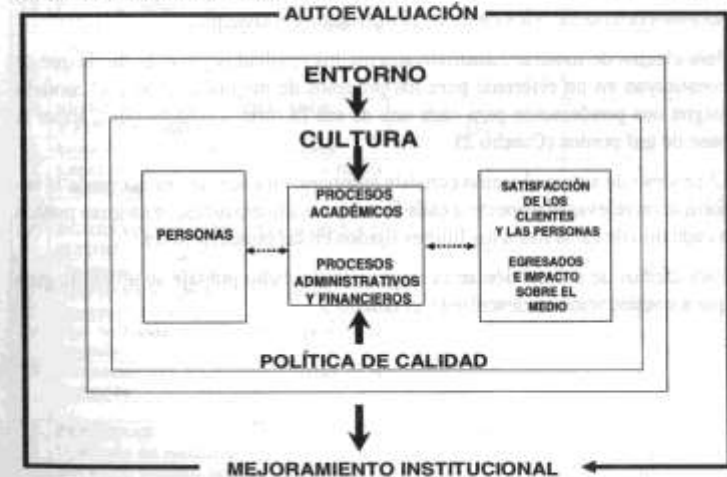 AUTOEVALUACIÓN
ENTORNO
CULTURA
PERSONAS
PROCESOS
ACADÉMICOS
PROCESOS
ADMINISTRATIVOS
Y FINANCIEROS
SATISFACCIÓN
DE LOS
CLIENTES
Y LAS PERSONAS
EGRESADOS
E IMPACTO
SOBRE EL
MEDIO
POLÍTICA DE CALIDAD
MEJORAMIENTO INSTITUCIONAL